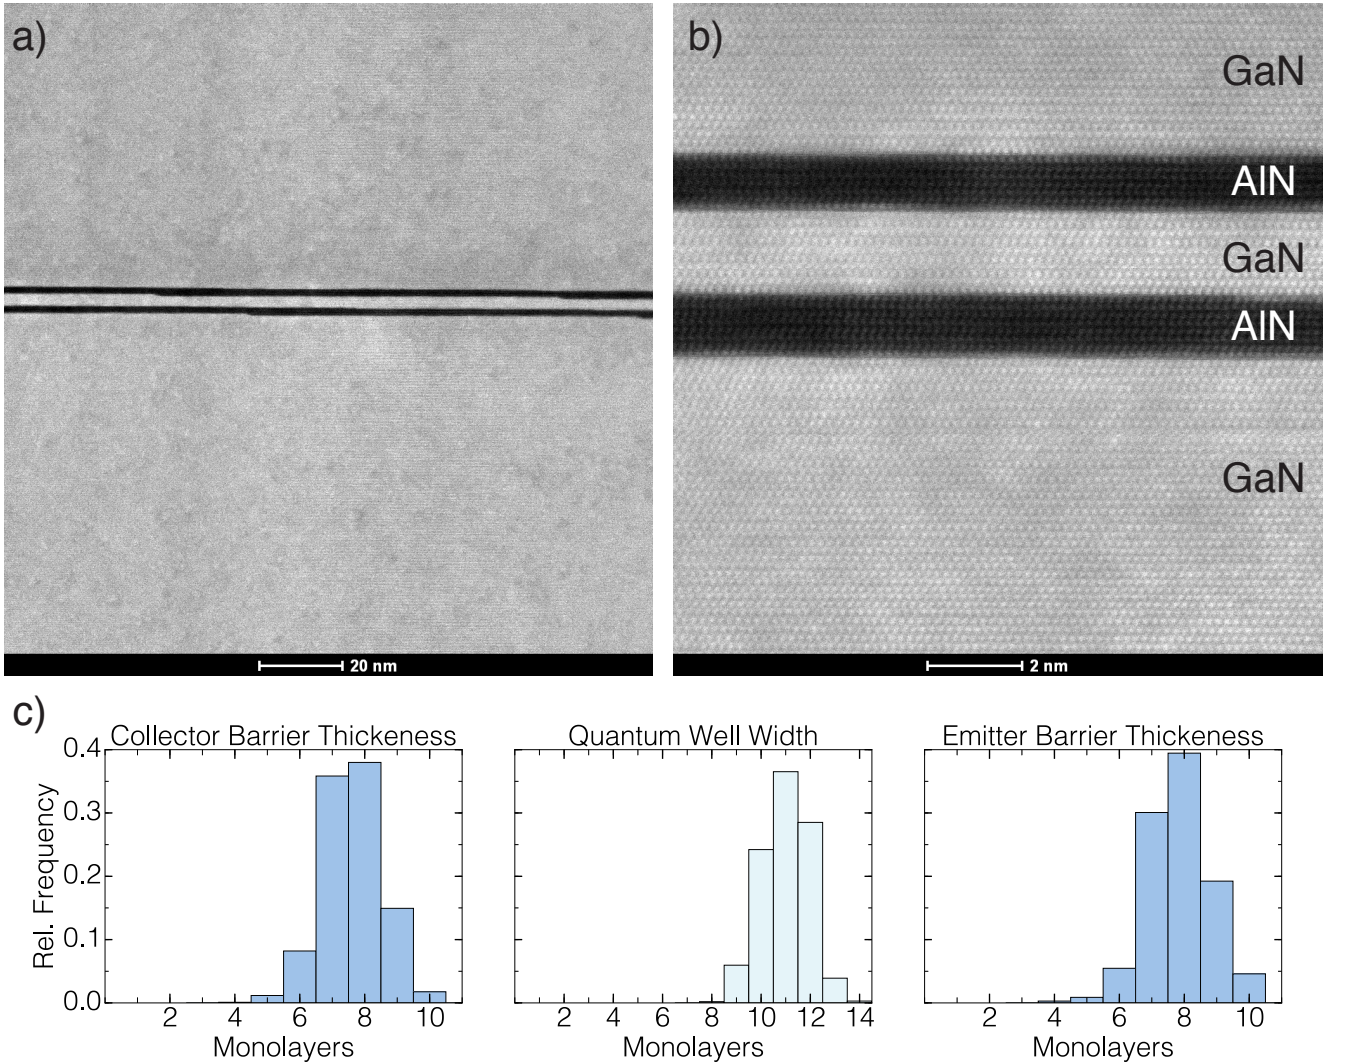 a)
b)
GaN
AlN
GaN
AlN
GaN
20 nm
2 nm
c)
Collector Barrier Thickeness
Quantum Well Width
Emitter Barrier Thickeness
Rel. Frequency
0.4
0.3
0.2
0.1
0.0
2 4 6 8 10
2 4 6 8 10 12 14
2 4 6 8 10
Monolayers
Monolayers
Monolayers